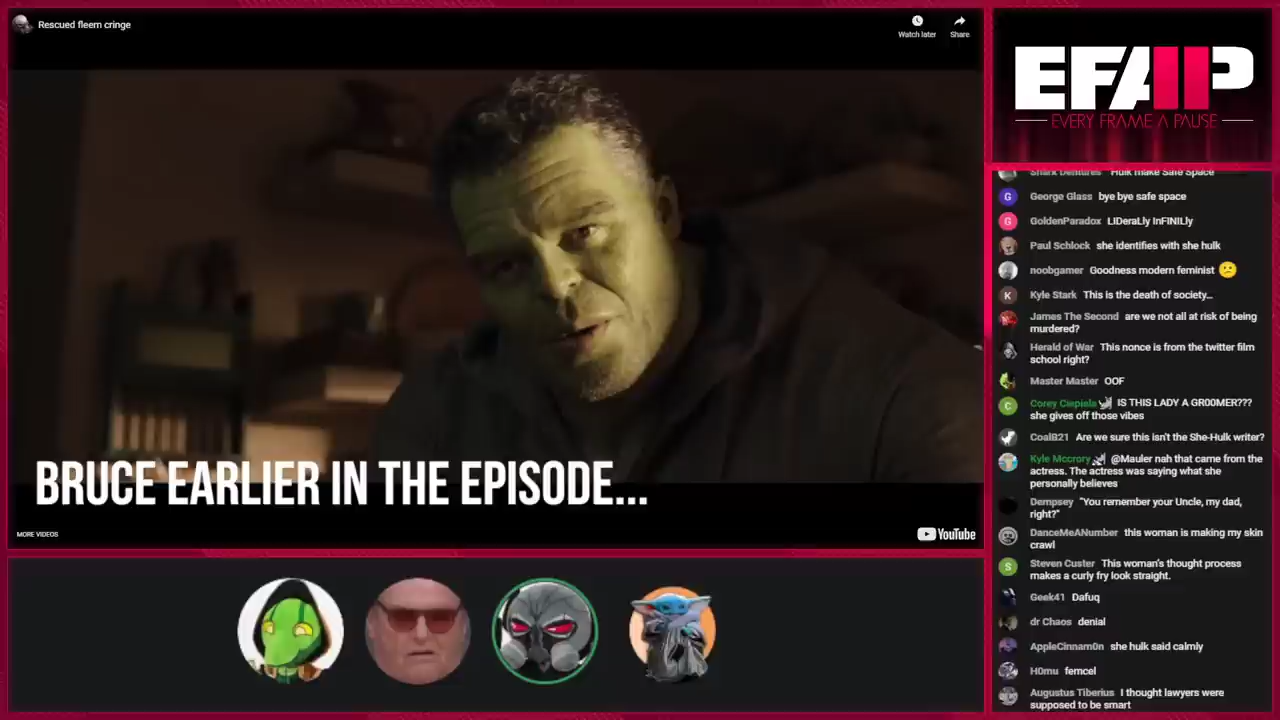 Rescued fleem cringe
Watch later
Share
BRUCE EARLIER IN THE EPISODE...
MORE VIDEOS
YouTube
EFAP
EVERY FRAME A PAUSE
Shark Dentures Hulk make Safe Space
George Glass bye bye safe space
GoldenParadox LIDeraLly InFINILly
Paul Schlock she identifies with she hulk
noobgamer Goodness modern feminist
Kyle Stark This is the death of society...
James The Second are we not all at risk of being
murdered?
Herald of War This nonce is from the twitter film
school right?
Master Master OOF
Corey Ciepiela IS THIS LADY A GR00MER???
she gives off those vibes
CoalB21 Are we sure this isn't the She-Hulk writer?
Kyle Mccrory @Mauler nah that came from the
actress. The actress was saying what she
personally believes
Dempsey "You remember your Uncle, my dad,
right?"
DanceMeANumber this woman is making my skin
crawl
Steven Custer This woman's thought process
makes a curly fry look straight.
Geek41 Dafuq
dr Chaos denial
AppleCinnam0n she hulk said calmly
H0mu femcel
Augustus Tiberius I thought lawyers were
supposed to be smart